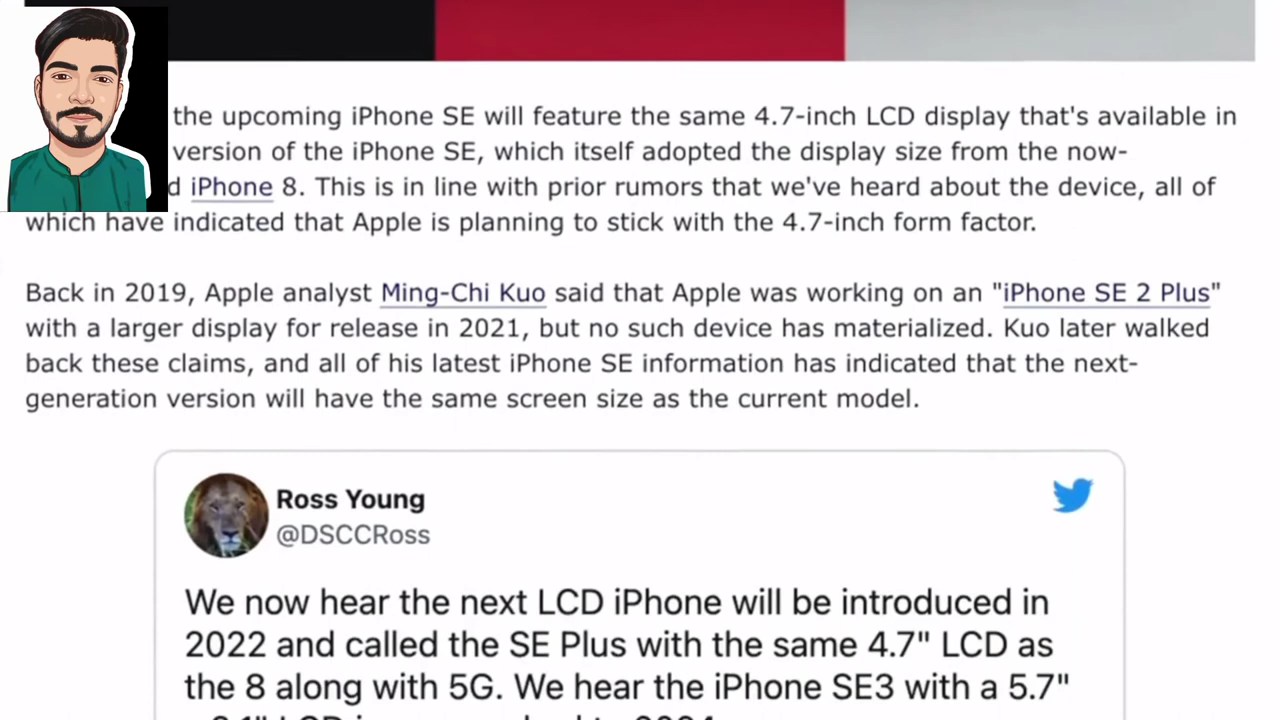 the upcoming iPhone SE will feature the same 4.7-inch LCD display that's available in
version of the iPhone SE, which itself adopted the display size from the now-
d iPhone 8. This is in line with prior rumors that we've heard about the device, all of
which have indicated that Apple is planning to stick with the 4.7-inch form factor.
Back in 2019, Apple analyst Ming-Chi Kuo said that Apple was working on an "iPhone SE 2 Plus"
with a larger display for release in 2021, but no such device has materialized. Kuo later walked
back these claims, and all of his latest iPhone SE information has indicated that the next-
generation version will have the same screen size as the current model.
Ross Young
@DSCCRoss
We now hear the next LCD iPhone will be introduced in
2022 and called the SE Plus with the same 4.7" LCD as
the 8 along with 5G. We hear the iPhone SE3 with a 5.7"